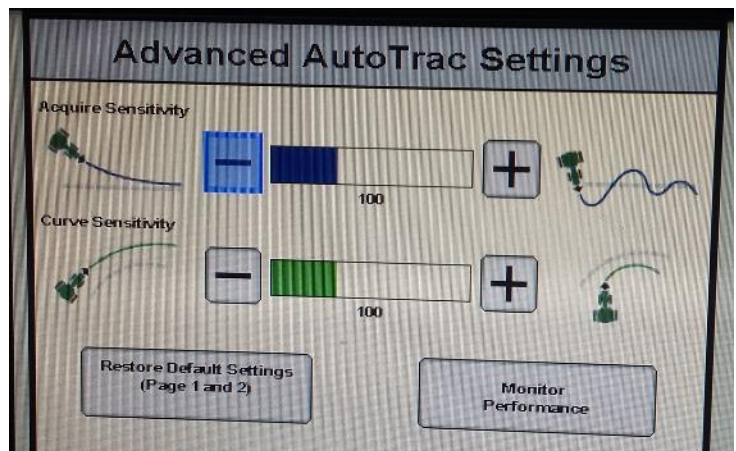 Advanced AutoTrac Settings
Acquire Sensitivity
100
Curve Sensitivity
100
Restore Default Settings
(Page 1 and 2)
Monitor
Performance